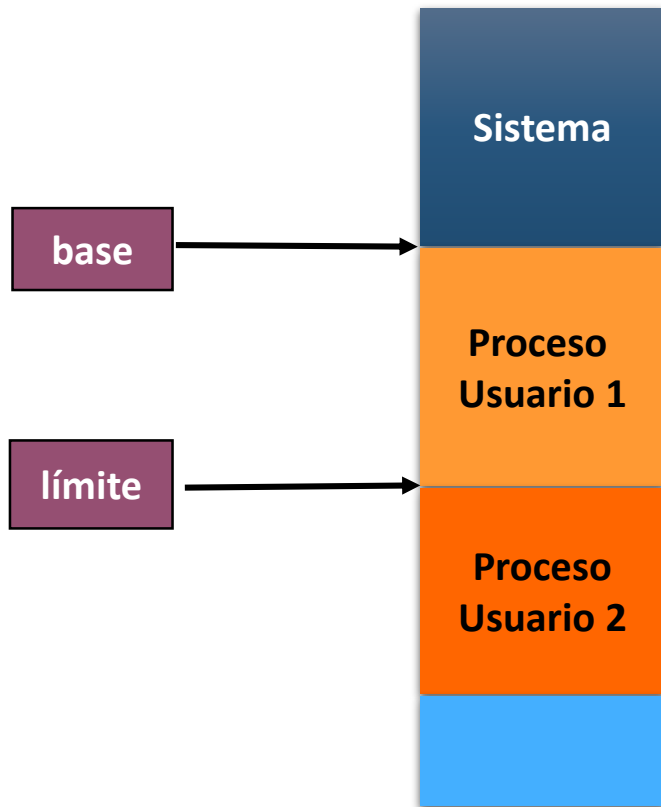 Sistema
base
Proceso
Usuario 1
límite
Proceso
Usuario 2